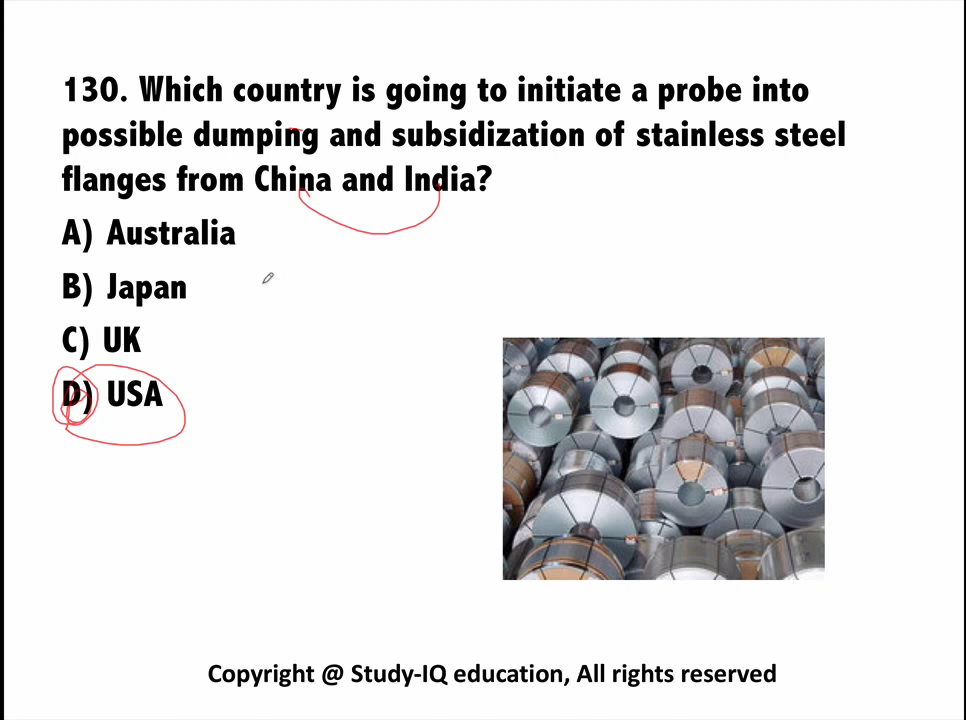 130. Which country is going to initiate a probe into
possible dumping and subsidization of stainless steel
flanges from China and India?
A) Australia
B) Japan
C) UK
D) USA
Copyright @ Study-IQ education, All rights reserved